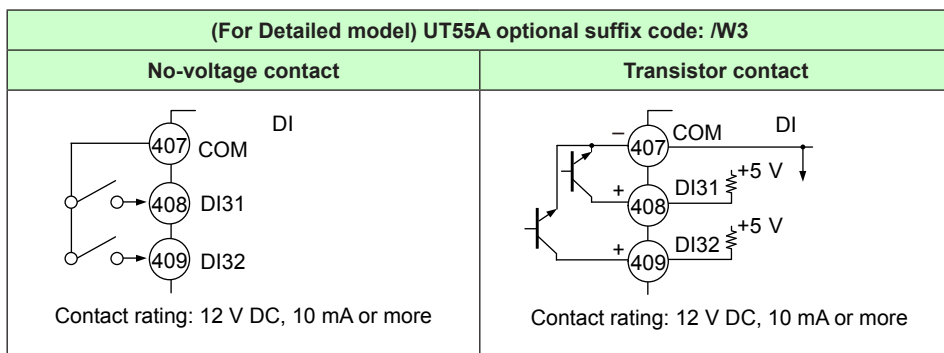 (For Detailed model) UT55A optional suffix code: /W3
No-voltage contact
Transistor contact
DI
407
COM
408
DI31
409
DI32
Contact rating: 12 V DC, 10 mA or more
–
407
COM
DI
+5 V
+
408
DI31
+5 V
+
409
DI32
Contact rating: 12 V DC, 10 mA or more